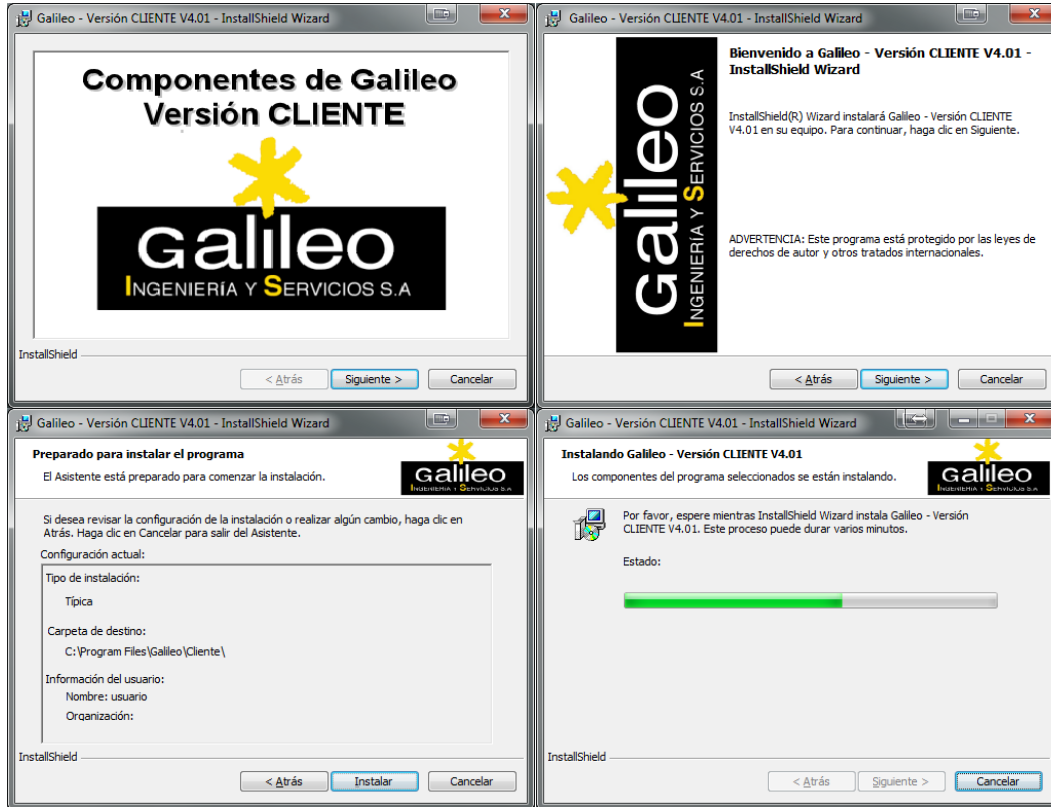 Galileo - Versión CLIENTE V4.01 - InstallShield Wizard
Componentes de Galileo
Versión CLIENTE
Galileo
INGENIERÍA Y SERVICIOS S.A
InstallShield
< Atrás
Siguiente >
Cancelar
Galileo - Versión CLIENTE V4.01 - InstallShield Wizard
Galileo
INGENIERÍA Y SERVICIOS S.A
Bienvenido a Galileo - Versión CLIENTE V4.01 -
InstallShield Wizard
InstallShield(R) Wizard instalará Galileo - Versión CLIENTE
V4.01 en su equipo. Para continuar, haga clic en Siguiente.
ADVERTENCIA: Este programa está protegido por las leyes de
derechos de autor y otros tratados internacionales.
< Atrás
Siguiente >
Cancelar
Galileo - Versión CLIENTE V4.01 - InstallShield Wizard
Preparado para instalar el programa
El Asistente está preparado para comenzar la instalación.
Galileo
INGENIERÍA Y SERVICIOS S.A
Si desea revisar la configuración de la instalación o realizar algún cambio, haga clic en
Atrás. Haga clic en Cancelar para salir del Asistente.
Configuración actual:
Tipo de instalación:
Típica
Carpeta de destino:
C:\Program Files\Galileo\Cliente\
Información del usuario:
Nombre: usuario
Organización:
InstallShield
< Atrás
Instalar
Cancelar
Galileo - Versión CLIENTE V4.01 - InstallShield Wizard
Instalando Galileo - Versión CLIENTE V4.01
Los componentes del programa seleccionados se están instalando.
Galileo
INGENIERÍA Y SERVICIOS S.A
Por favor, espere mientras InstallShield Wizard instala Galileo - Versión
CLIENTE V4.01. Este proceso puede durar varios minutos.
Estado:
InstallShield
< Atrás
Siguiente >
Cancelar